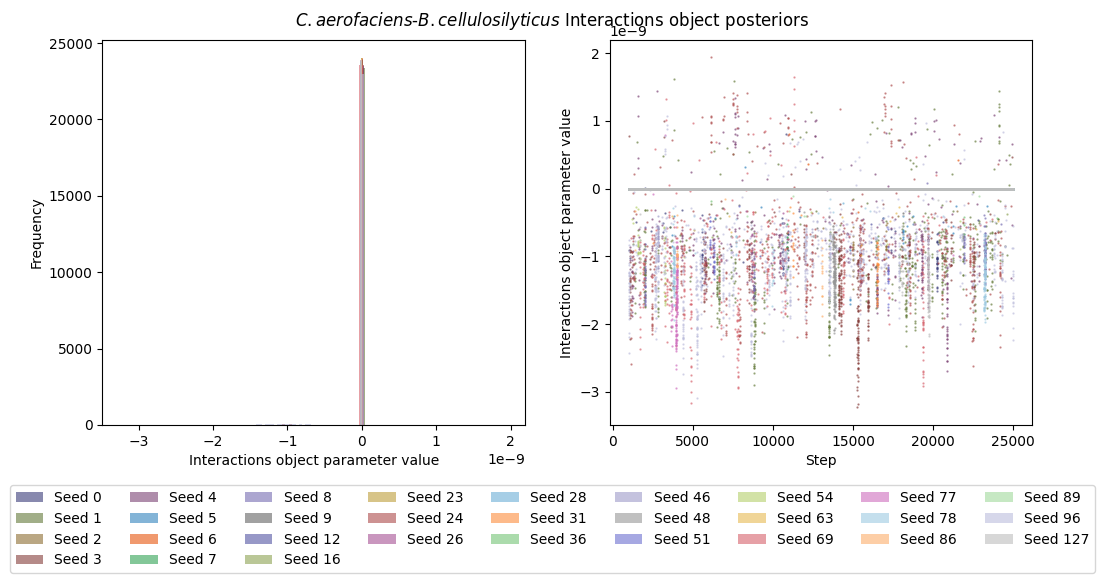 C. aerofaciens-B. cellulosilyticus Interactions object posteriors
25000
20000
15000
10000
5000
0
Frequency
−3 −2 −1 0 1 2
1e−9
Interactions object parameter value
1e−9
2
1
0
−1
−2
−3
Interactions object parameter value
0 5000 10000 15000 20000 25000
Step
Seed 0 Seed 4 Seed 8 Seed 23 Seed 28 Seed 46 Seed 54 Seed 77 Seed 89
Seed 1 Seed 5 Seed 9 Seed 24 Seed 31 Seed 48 Seed 63 Seed 78 Seed 96
Seed 2 Seed 6 Seed 12 Seed 26 Seed 36 Seed 51 Seed 69 Seed 86 Seed 127
Seed 3 Seed 7 Seed 16